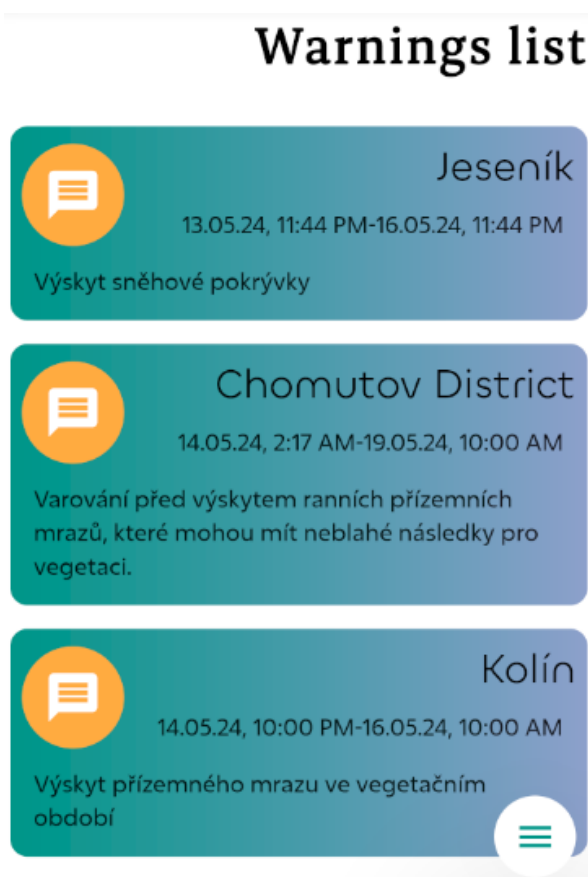 Warnings list
Jeseník
13.05.24, 11:44 PM-16.05.24, 11:44 PM
Výskyt sněhové pokrývky
Chomutov District
14.05.24, 2:17 AM-19.05.24, 10:00 AM
Varování před výskytem ranních přízemních
mrazů, které mohou mít neblahé následky pro
vegetaci.
Kolín
14.05.24, 10:00 PM-16.05.24, 10:00 AM
Výskyt přízemného mrazu ve vegetačním
období